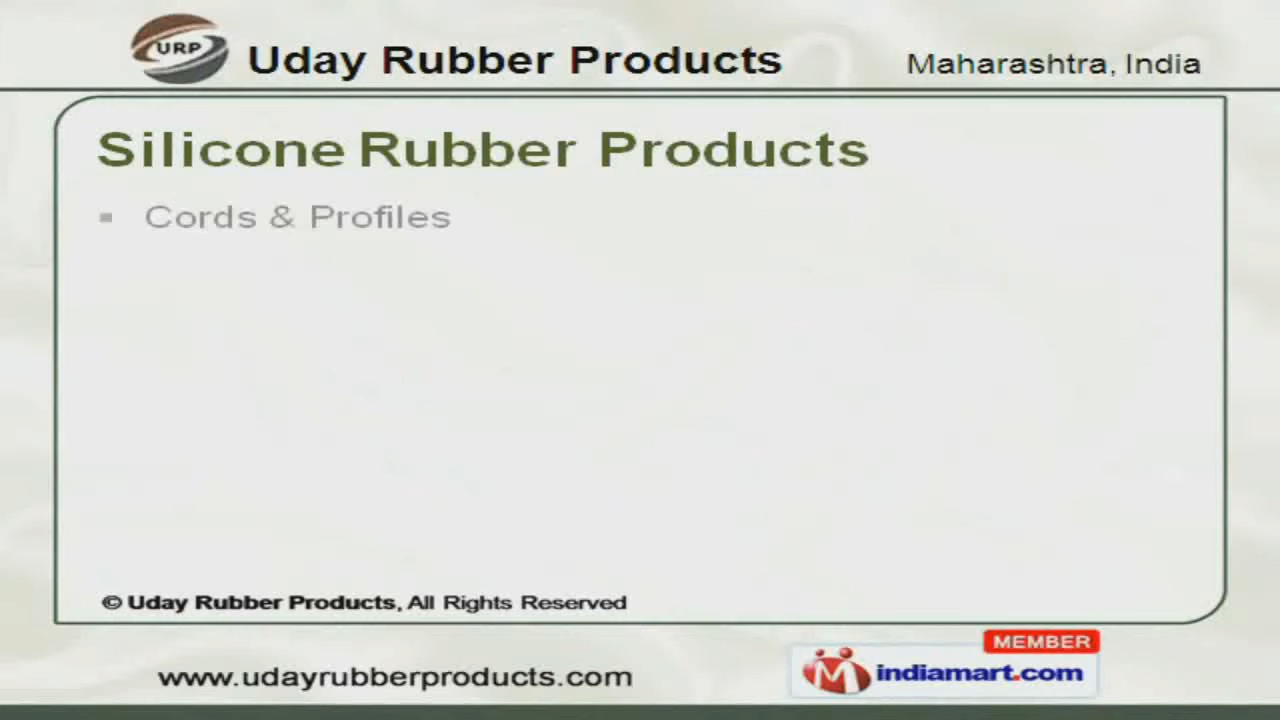 URP
Uday Rubber Products
Maharashtra, India
Silicone Rubber Products
▪ Cords & Profiles
© Uday Rubber Products, All Rights Reserved
MEMBER
www.udayrubberproducts.com
indiamart.com